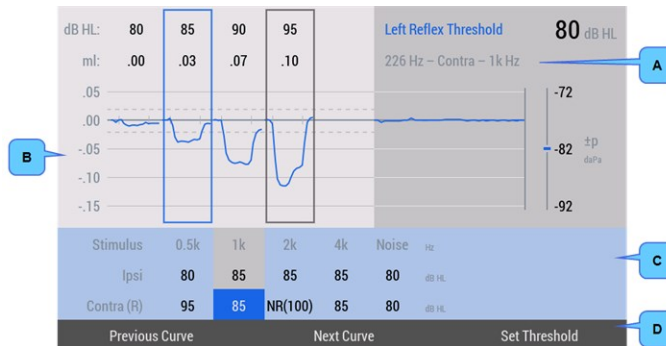 dB HL: 80 85 90 95
Left Reflex Threshold 80 dB HL
ml: .00 .03 .07 .10
226 Hz – Contra – 1k Hz
A
.05
-72
.00
-.05
-82
±p
daPa
B
-.10
-.15
-92
Stimulus 0.5k 1k 2k 4k Noise Hz
C
Ipsi 80 85 85 85 80 dB HL
Contra (R) 95 85 NR(100) 85 80 dB HL
D
Previous Curve Next Curve Set Threshold